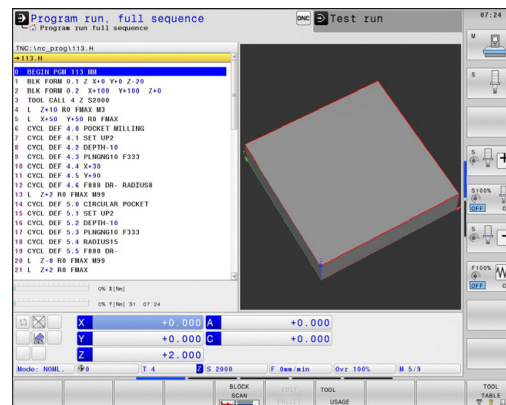 Program run, full sequence
Program run full sequence
DNC
Test run
07:24
TNC:\nc_prog\113.H
→113.H
0 BEGIN PGM 113 MM
1 BLK FORM 0.1 Z X+0 Y+0 Z-20
2 BLK FORM 0.2 X+100 Y+100 Z+0
3 TOOL CALL 4 Z S2000
4 L Z+10 R0 FMAX M3
5 L X+50 Y+50 R0 FMAX
6 CYCL DEF 4.0 POCKET MILLING
7 CYCL DEF 4.1 SET UP2
8 CYCL DEF 4.2 DEPTH-10
9 CYCL DEF 4.3 PLNGNG10 F333
10 CYCL DEF 4.4 X+30
11 CYCL DEF 4.5 Y+90
12 CYCL DEF 4.6 F888 DR- RADIUS8
13 L Z+2 R0 FMAX M99
14 CYCL DEF 5.0 CIRCULAR POCKET
15 CYCL DEF 5.1 SET UP2
16 CYCL DEF 5.2 DEPTH-10
17 CYCL DEF 5.3 PLNGNG10 F333
18 CYCL DEF 5.4 RADIUS15
19 CYCL DEF 5.5 F888 DR-
20 L Z-8 R0 FMAX M99
21 L Z+2 R0 FMAX
0% X[Nm]
0% Y[Nm] S1 07:24
X +0.000 A +0.000
Y +0.000 C +0.000
Z +2.000
Mode: NOML. 0 T 4 Z S 2000 F 0mm/min Ovr 100% M 5/9
M
S
S
S100%
OFF
S
F100%
OFF
BLOCK
SCAN
EDIT
PALLET
TOOL
USAGE
TOOL
TABLE